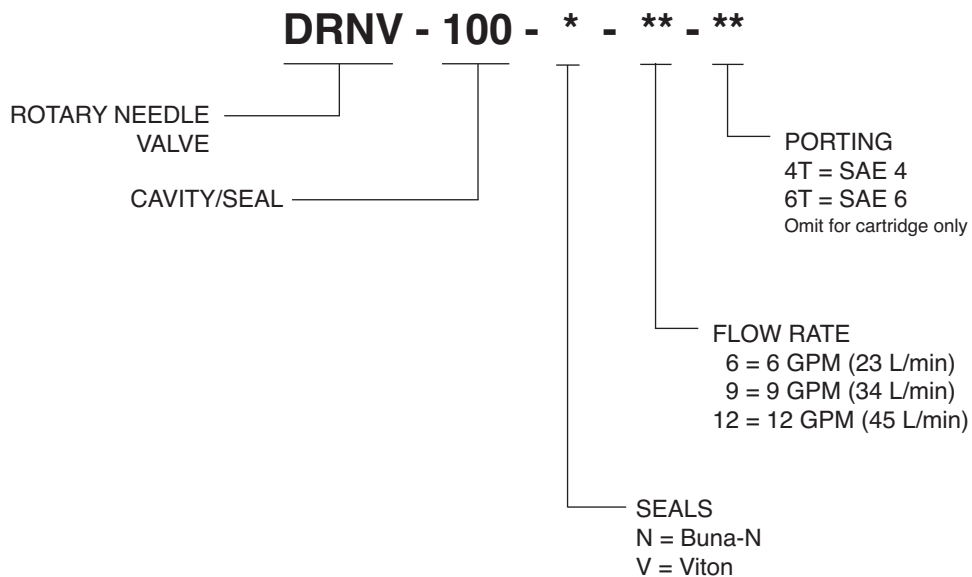 DRNV - 100 - * - ** - **
ROTARY NEEDLE
VALVE
CAVITY/SEAL
PORTING
4T = SAE 4
6T = SAE 6
Omit for cartridge only
FLOW RATE
6 = 6 GPM (23 L/min)
9 = 9 GPM (34 L/min)
12 = 12 GPM (45 L/min)
SEALS
N = Buna-N
V = Viton